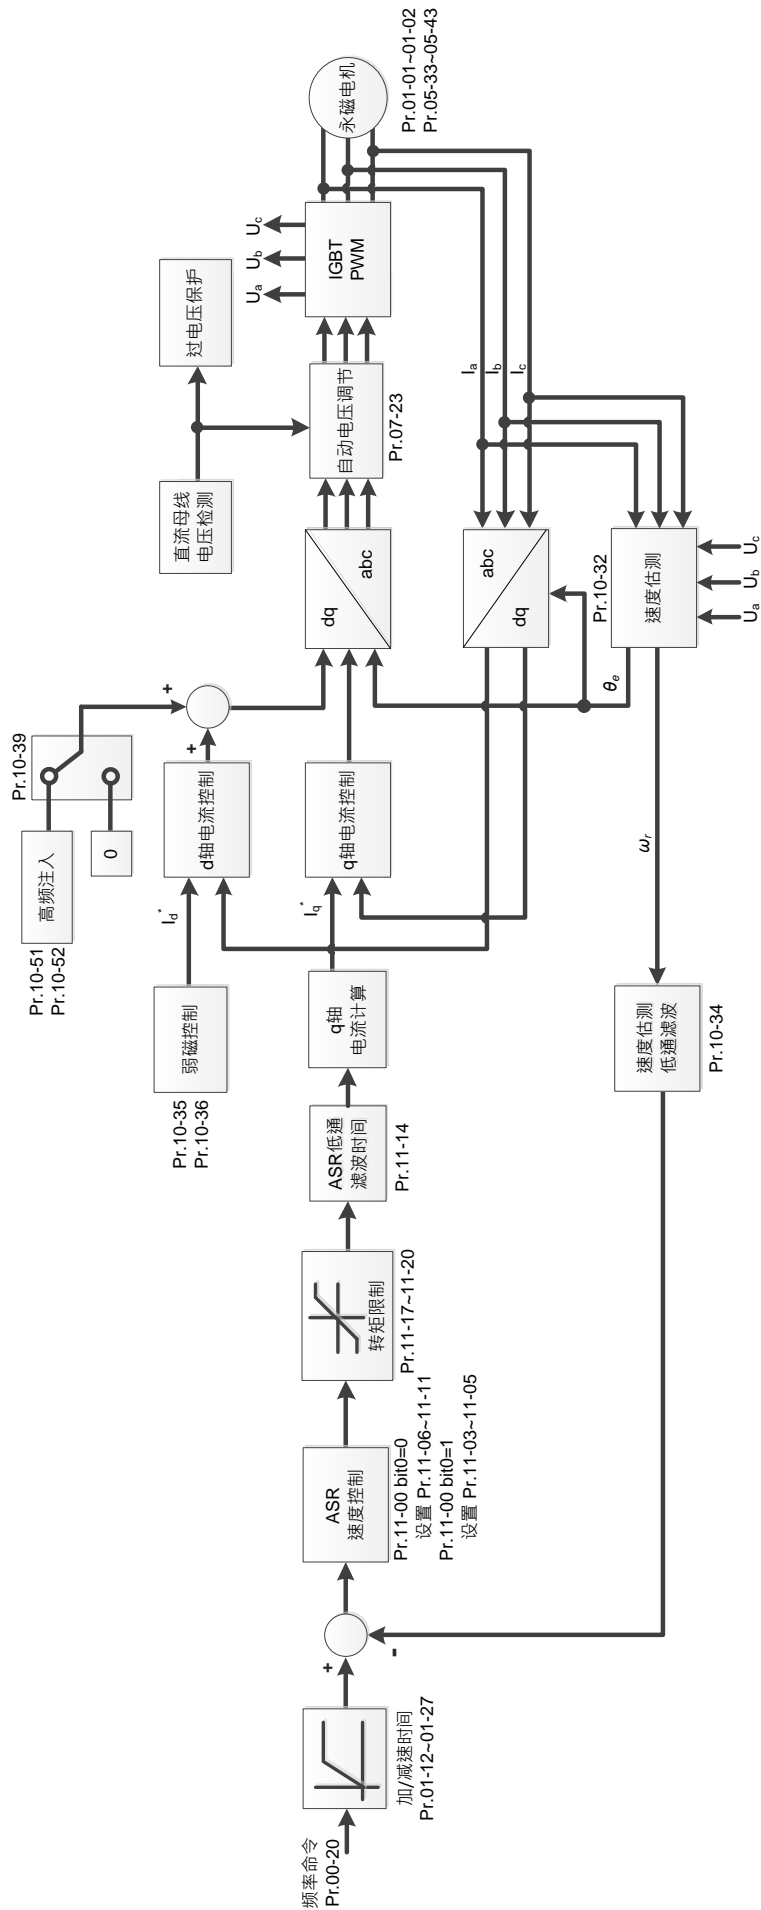 频率命令
Pr.00-20
加/减速时间
Pr.01-12~01-27
+
-
ASR
速度控制
Pr.11-00 bit0=0
设置 Pr.11-06~11-11
Pr.11-00 bit0=1
设置 Pr.11-03~11-05
转矩限制
Pr.11-17~11-20
ASR低通
滤波时间
Pr.11-14
q轴
电流计算
弱磁控制
Pr.10-35
Pr.10-36
Id*
Iq*
Pr.10-51
Pr.10-52
高频注入
0
Pr.10-39
d轴电流控制
q轴电流控制
+
+
dq
abc
直流母线
电压检测
过电压保护
自动电压调节
Pr.07-23
IGBT
PWM
Ua
Ub
Uc
永磁电机
Pr.01-01~01-02
Pr.05-33~05-43
Ia
Ib
Ic
abc
dq
Pr.10-32
速度估测
Ua
Ub
Uc
θe
ωr
速度估测
低通滤波
Pr.10-34